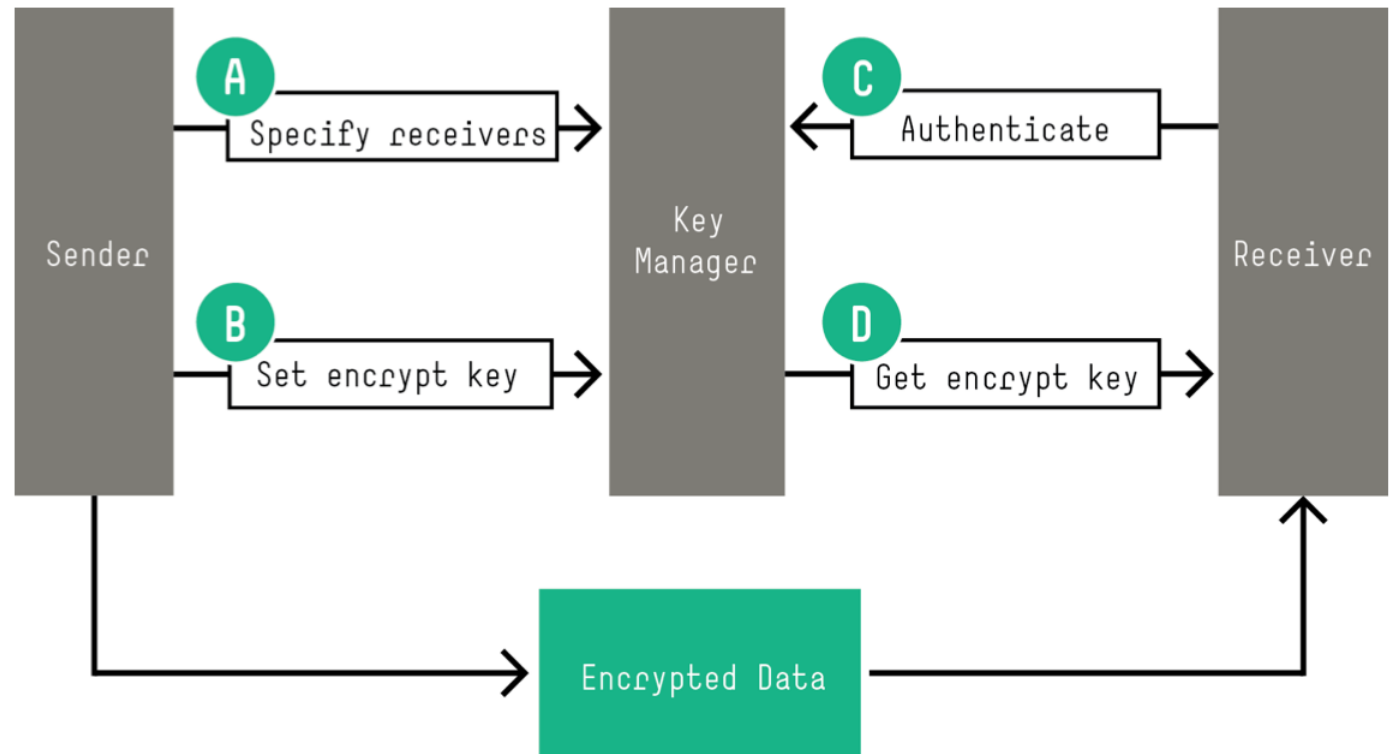 A
Specify receivers
C
Authenticate
Sender
Key
Manager
Receiver
B
Set encrypt key
D
Get encrypt key
Encrypted Data